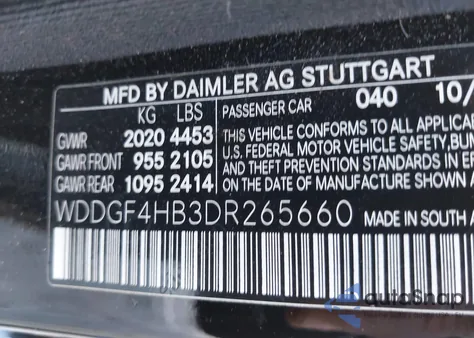 MFD BY DAIMLER AG STUTTGART
KG LBS PASSENGER CAR 040 10/
GVWR 2020 4453 THIS VEHICLE CONFORMS TO ALL APPLICAB
GAWR FRONT 955 2105 U.S. FEDERAL MOTOR VEHICLE SAFETY, BUM
GAWR REAR 1095 2414 AND THEFT PREVENTION STANDARDS IN EF
THE DATE OF MANUFACTURE SHOWN A
WDDGF4HB3DR265660 MADE IN SOUTH A
autoSnap